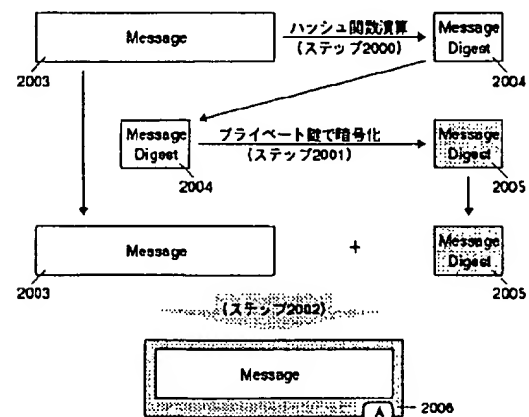 Message
ハッシュ関数演算
(ステップ2000)
Message
Digest
2003
2004
Message
Digest
プライベート鍵で暗号化
(ステップ2001)
Message
Digest
2004
2005
Message
+
Message
Digest
2003
2005
(ステップ2002)
Message
A
2006